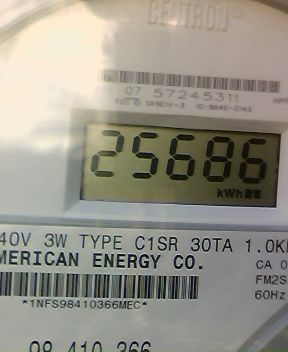 CENTRON®
07 57245311
25686
kWh
40V 3W TYPE C1SR 30TA 1.0K
MERICAN ENERGY CO.
CA 0
FM2S
*1NFS98410366MEC*
60Hz
98 410 366